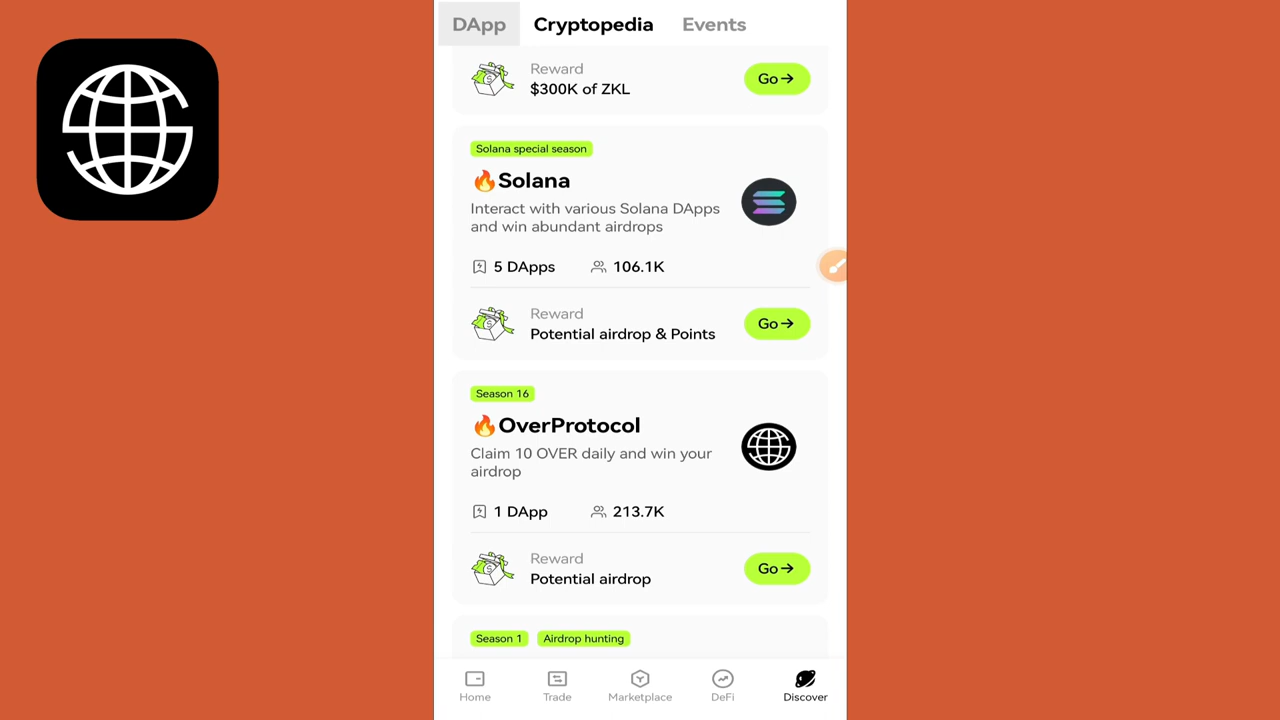 DApp Cryptopedia Events
Reward
$300K of ZKL
Go→
Solana special season
🔥Solana
Interact with various Solana DApps
and win abundant airdrops
5 DApps 106.1K
Reward
Potential airdrop & Points
Go→
Season 16
🔥OverProtocol
Claim 10 OVER daily and win your
airdrop
1 DApp 213.7K
Reward
Potential airdrop
Go→
Season 1 Airdrop hunting
Home Trade Marketplace DeFi Discover